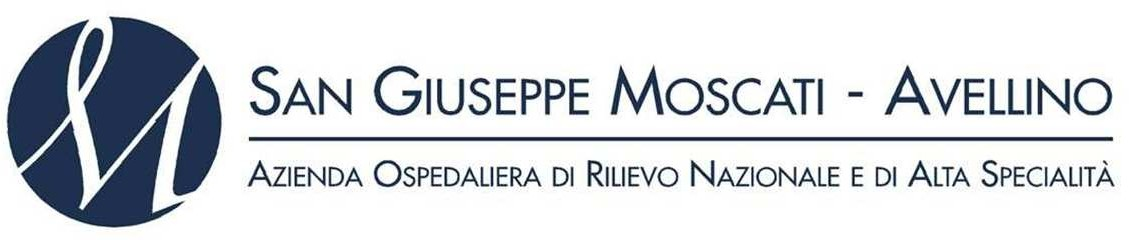 SAN GIUSEPPE MOSCATI - AVELLINO
AZIENDA OSPEDALIERA DI RILIEVO NAZIONALE E DI ALTA SPECIALITÀ